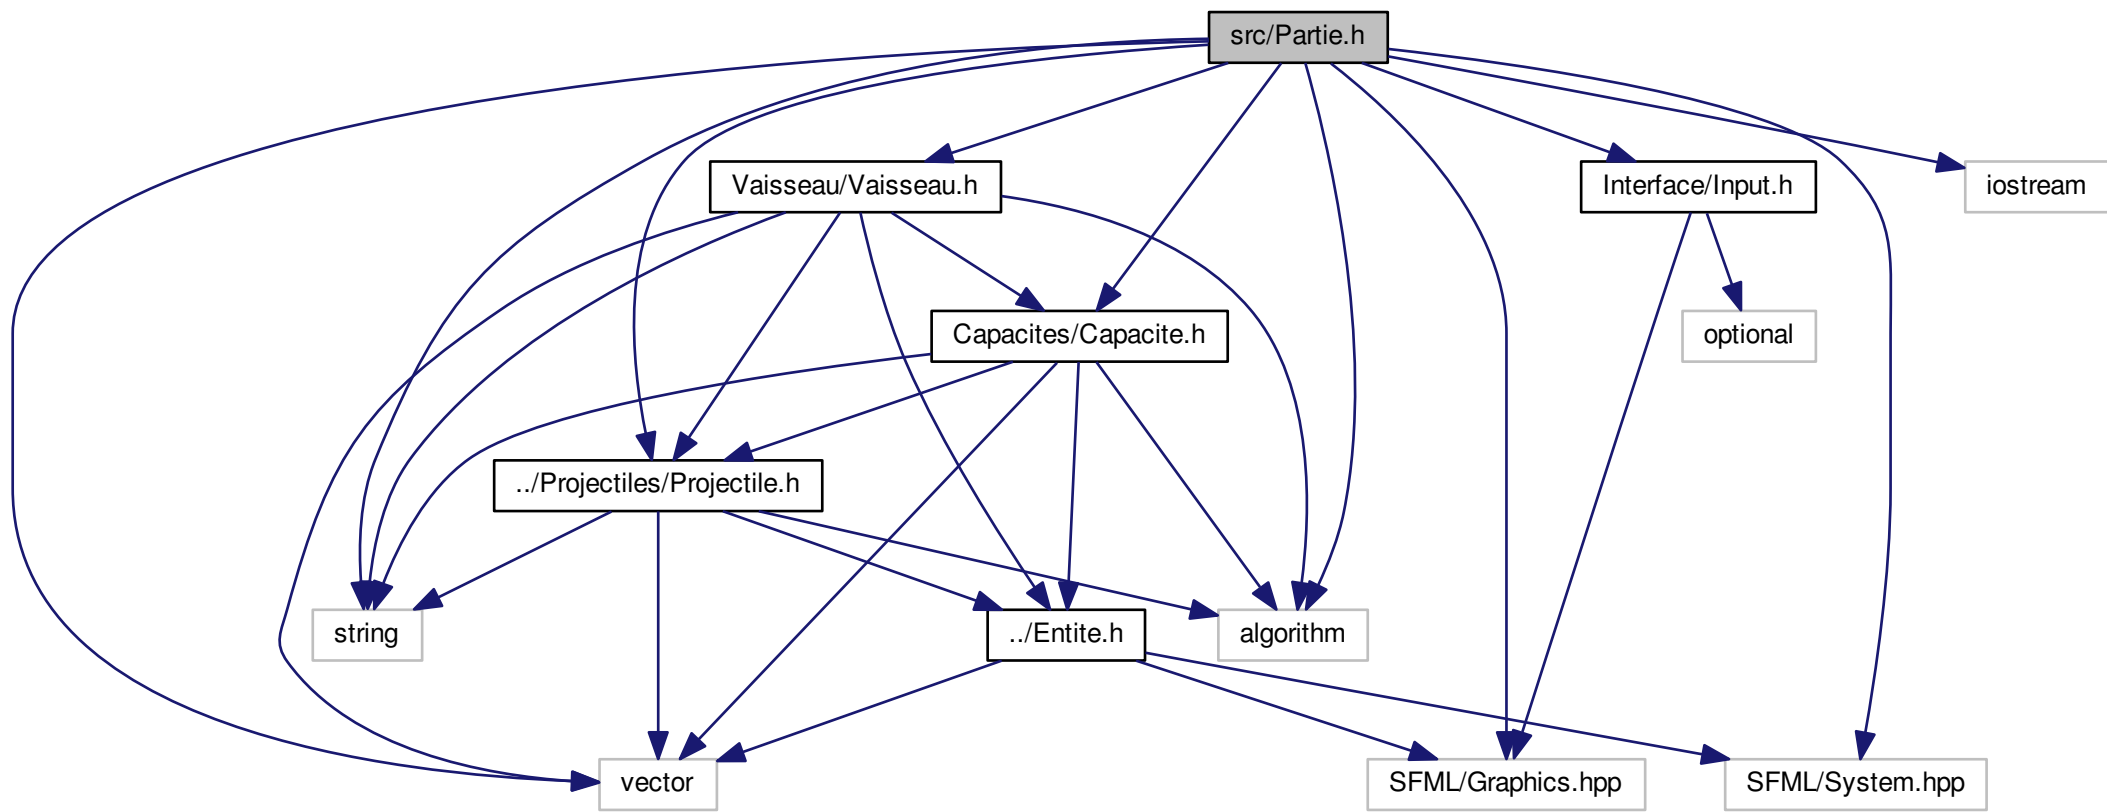 src/Partie.h
Vaisseau/Vaisseau.h
Interface/Input.h
iostream
Capacites/Capacite.h
optional
../Projectiles/Projectile.h
string
../Entite.h
algorithm
vector
SFML/Graphics.hpp
SFML/System.hpp